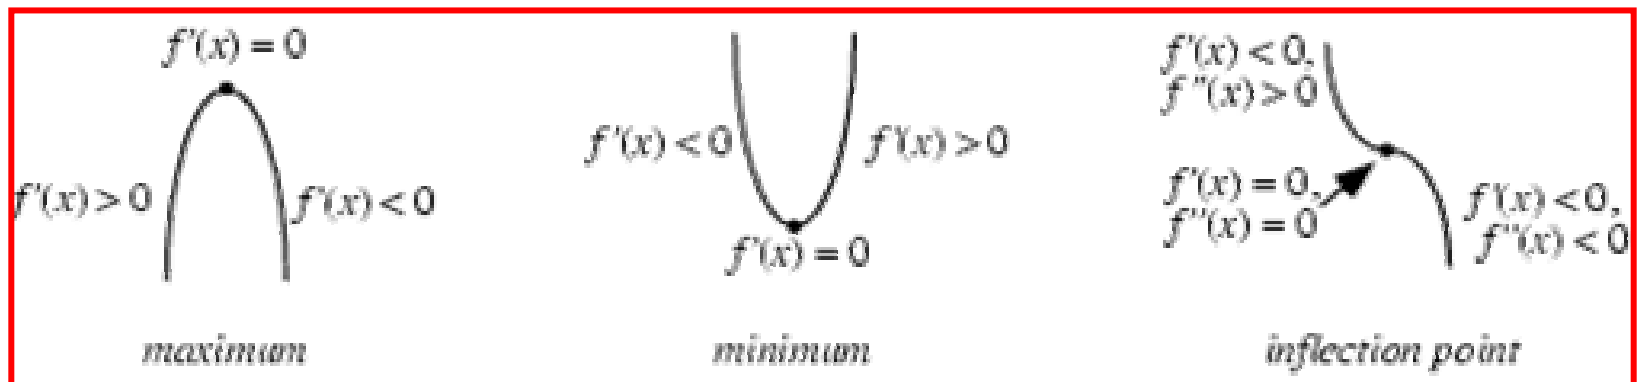 f'(x) = 0
f'(x) > 0
f'(x) < 0
maximum
f'(x) < 0
f'(x) > 0
f'(x) = 0
minimum
f'(x) < 0,
f''(x) > 0
f'(x) = 0,
f''(x) = 0
f'(x) < 0,
f''(x) < 0
inflection point